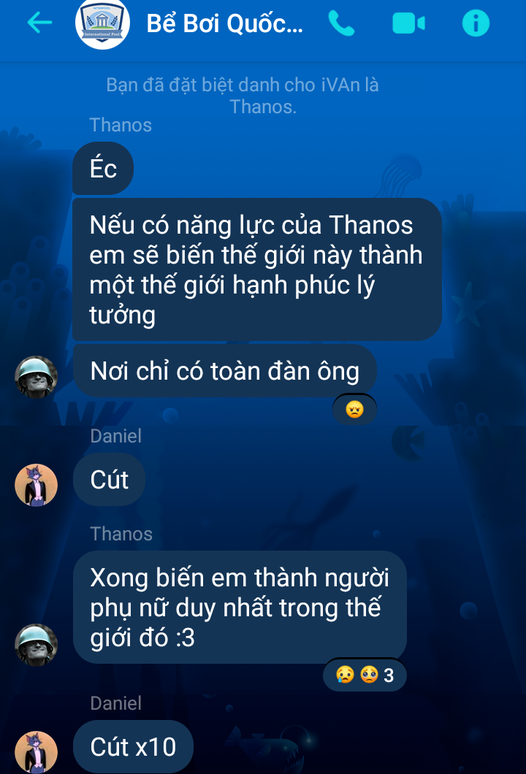 Bể Bơi Quốc...
International Pool
Bạn đã đặt biệt danh cho iVAn là
Thanos.
Thanos
Éc
Nếu có năng lực của Thanos
em sẽ biến thế giới này thành
một thế giới hạnh phúc lý
tưởng
Nơi chỉ có toàn đàn ông
Daniel
Cút
Thanos
Xong biến em thành người
phụ nữ duy nhất trong thế
giới đó :3
3
Daniel
Cút x10